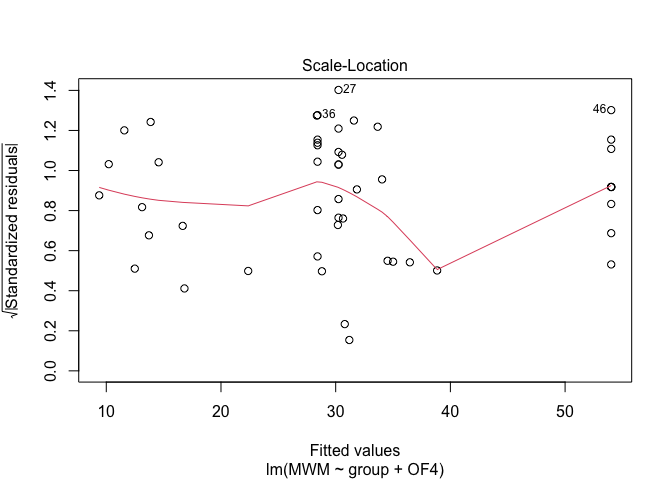 Scale-Location
√|Standardized residuals|
0.0 0.2 0.4 0.6 0.8 1.0 1.2 1.4
27
36
46
10 20 30 40 50
Fitted values
lm(MWM ~ group + OF4)